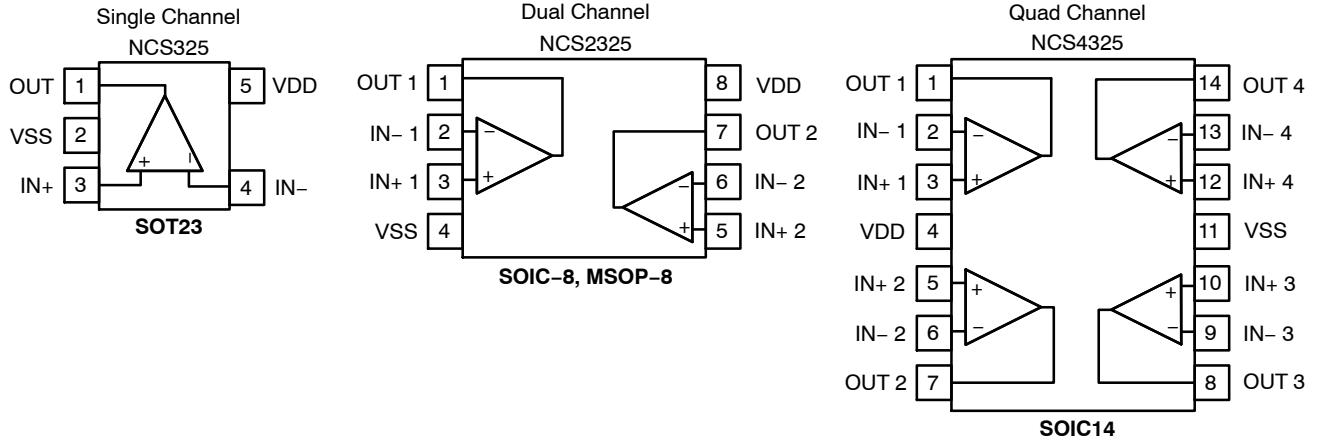 Single Channel
NCS325
OUT 1 5 VDD
VSS 2
IN+ 3 4 IN−
+ −
SOT23
Dual Channel
NCS2325
OUT 1 1 8 VDD
IN− 1 2 − 7 OUT 2
IN+ 1 3 + − 6 IN− 2
VSS 4 + 5 IN+ 2
SOIC−8, MSOP−8
Quad Channel
NCS4325
OUT 1 1 14 OUT 4
IN− 1 2 − − 13 IN− 4
IN+ 1 3 + + 12 IN+ 4
VDD 4 11 VSS
IN+ 2 5 + + 10 IN+ 3
IN− 2 6 − − 9 IN− 3
OUT 2 7 8 OUT 3
SOIC14